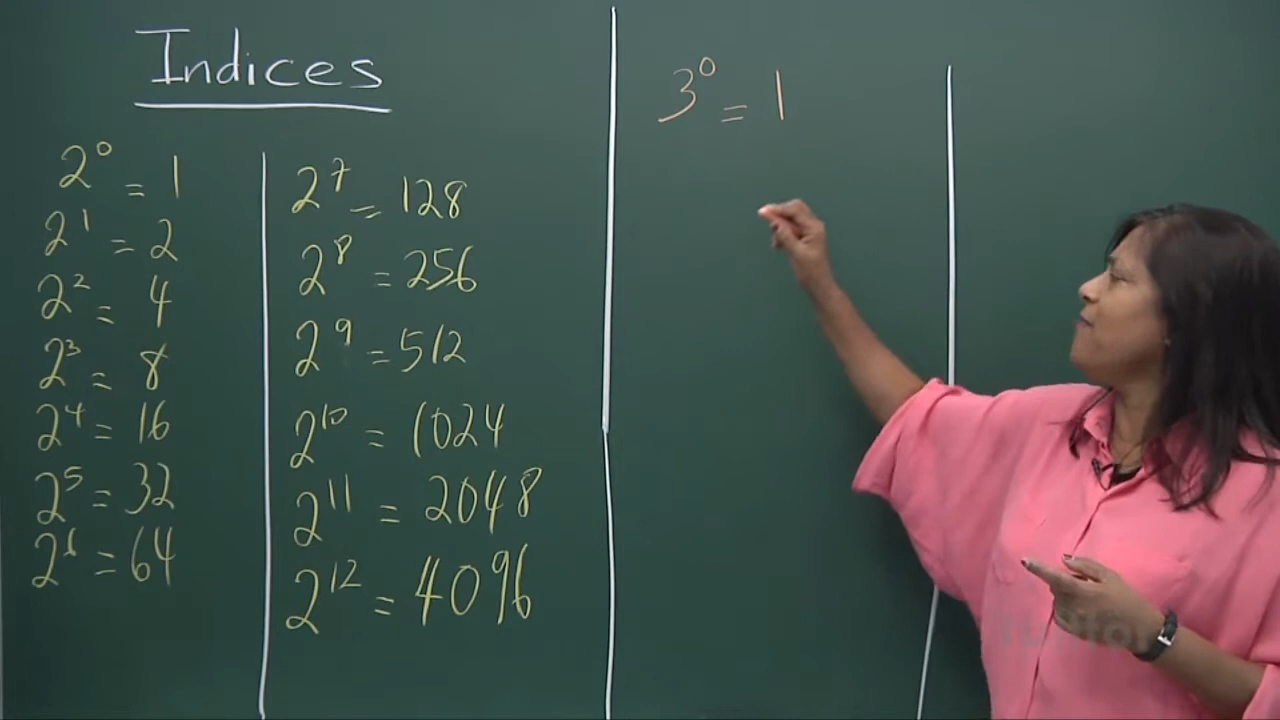 Indices
2⁰ = 1
2¹ = 2
2² = 4
2³ = 8
2⁴ = 16
2⁵ = 32
2⁶ = 64
2⁷ = 128
2⁸ = 256
2⁹ = 512
2¹⁰ = 1024
2¹¹ = 2048
2¹² = 4096
3⁰ = 1